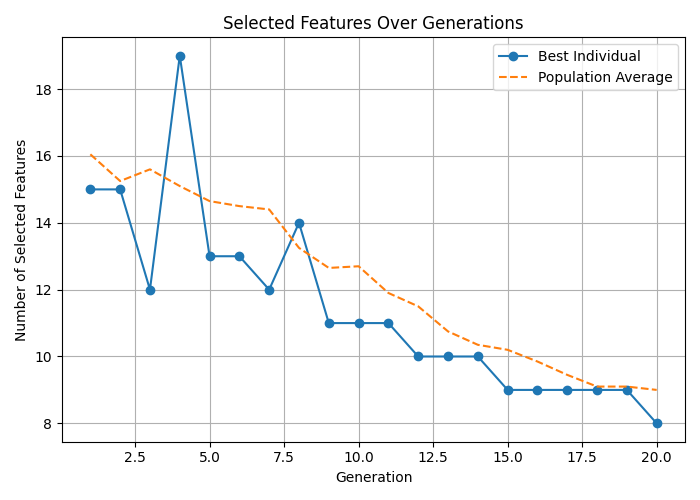 Selected Features Over Generations
Best Individual
Population Average
Number of Selected Features
18
16
14
12
10
8
2.5 5.0 7.5 10.0 12.5 15.0 17.5 20.0
Generation